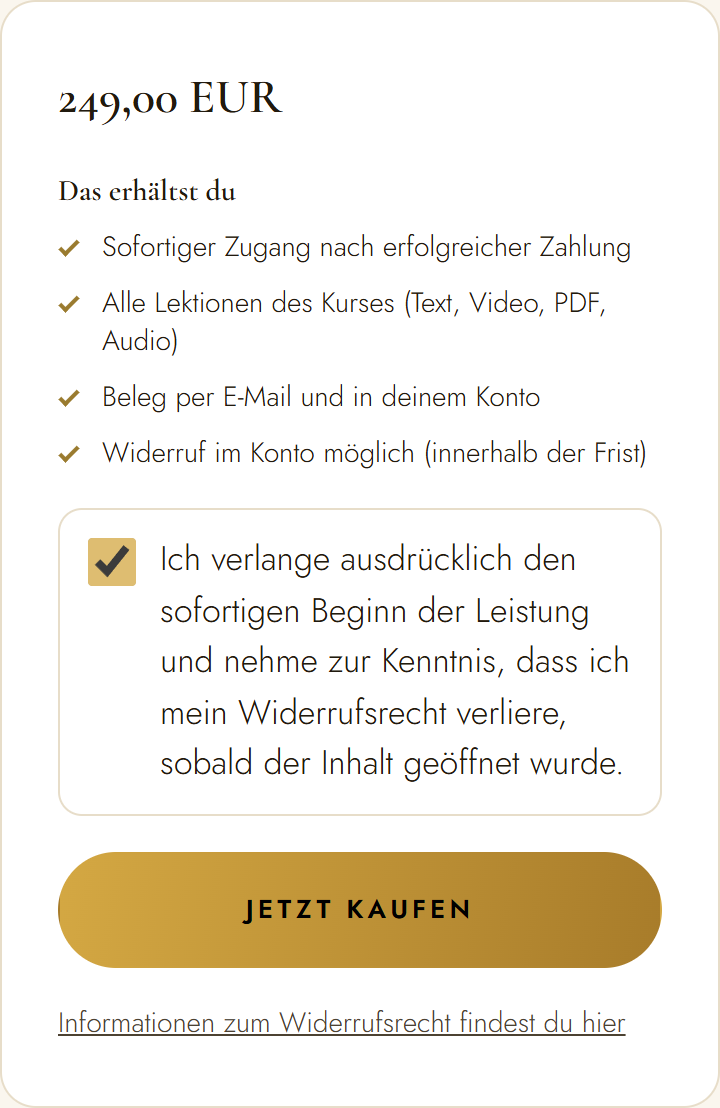 249,00 EUR
Das erhältst du
Sofortiger Zugang nach erfolgreicher Zahlung
Alle Lektionen des Kurses (Text, Video, PDF,
Audio)
Beleg per E-Mail und in deinem Konto
Widerruf im Konto möglich (innerhalb der Frist)
Ich verlange ausdrücklich den
sofortigen Beginn der Leistung
und nehme zur Kenntnis, dass ich
mein Widerrufsrecht verliere,
sobald der Inhalt geöffnet wurde.
JETZT KAUFEN
Informationen zum Widerrufsrecht findest du hier